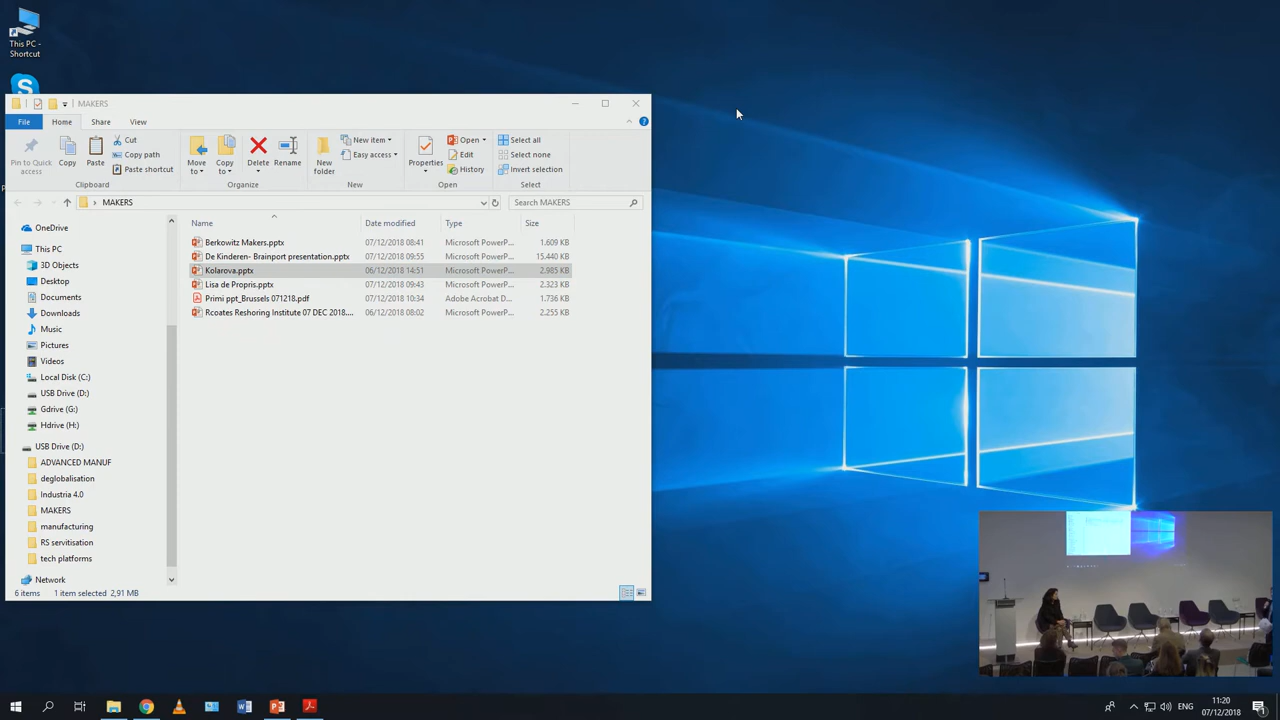 This PC -
Shortcut
MAKERS
File
Home
Share
View
Pin to Quick
access
Copy
Paste
Cut
Copy path
Paste shortcut
Clipboard
Move
to
Copy
to
Delete
Rename
Organize
New
folder
New item
Easy access
New
Properties
Open
Edit
History
Open
Select all
Select none
Invert selection
Select
MAKERS
Search MAKERS
Name
Date modified
Type
Size
Berkowitz Makers.pptx 07/12/2018 08:41 Microsoft PowerP... 1.609 KB
De Kinderen- Brainport presentation.pptx 07/12/2018 09:55 Microsoft PowerP... 15.440 KB
Kolarova.pptx 06/12/2018 14:51 Microsoft PowerP... 2.985 KB
Lisa de Propris.pptx 07/12/2018 09:43 Microsoft PowerP... 2.323 KB
Primi ppt_Brussels 071218.pdf 07/12/2018 10:34 Adobe Acrobat D... 1.736 KB
Rcoates Reshoring Institute 07 DEC 2018.... 06/12/2018 08:02 Microsoft PowerP... 2.255 KB
OneDrive
This PC
3D Objects
Desktop
Documents
Downloads
Music
Pictures
Videos
Local Disk (C:)
USB Drive (D:)
Gdrive (G:)
Hdrive (H:)
USB Drive (D:)
ADVANCED MANUF
deglobalisation
Industria 4.0
MAKERS
manufacturing
RS servitisation
tech platforms
Network
6 items 1 item selected 2,91 MB
ENG
11:20
07/12/2018